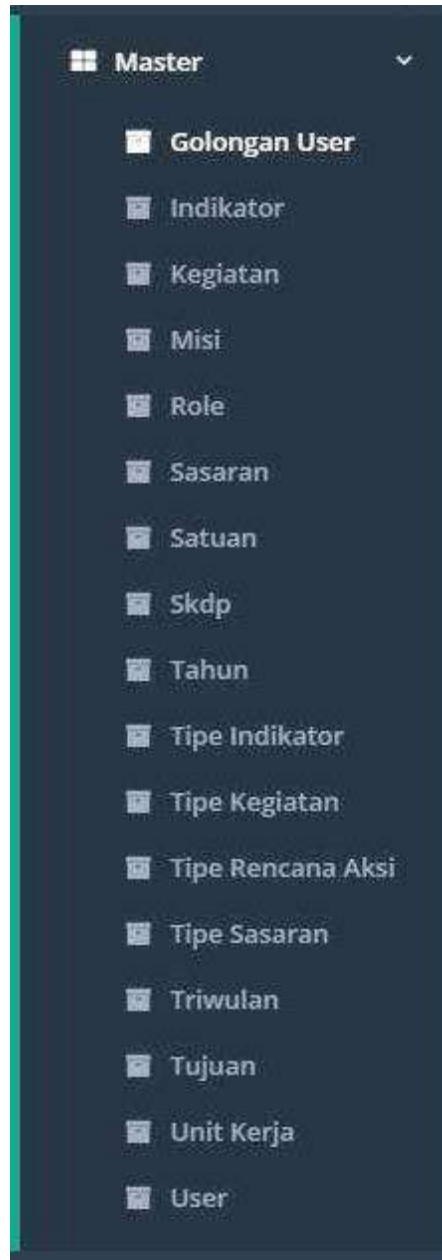 Master
Golongan User
Indikator
Kegiatan
Misi
Role
Sasaran
Satuan
Skdp
Tahun
Tipe Indikator
Tipe Kegiatan
Tipe Rencana Aksi
Tipe Sasaran
Triwulan
Tujuan
Unit Kerja
User